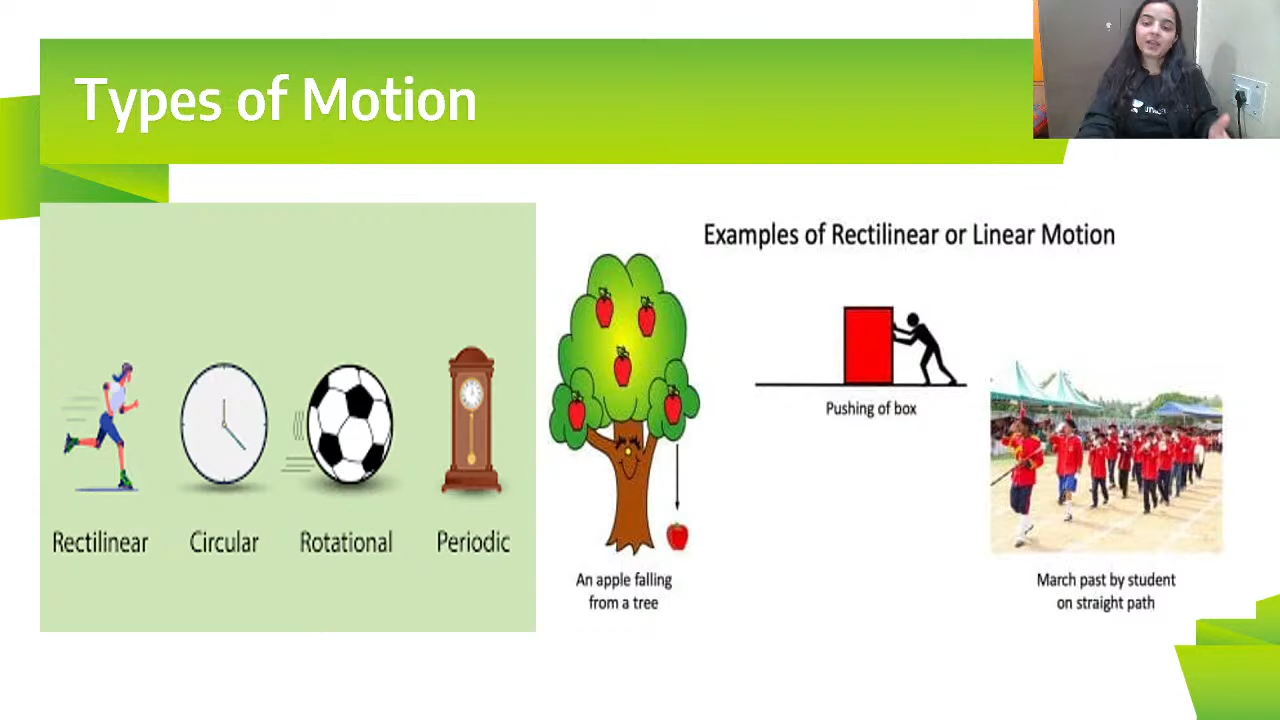 Types of Motion
Rectilinear
Circular
Rotational
Periodic
Examples of Rectilinear or Linear Motion
An apple falling
from a tree
Pushing of box
March past by student
on straight path